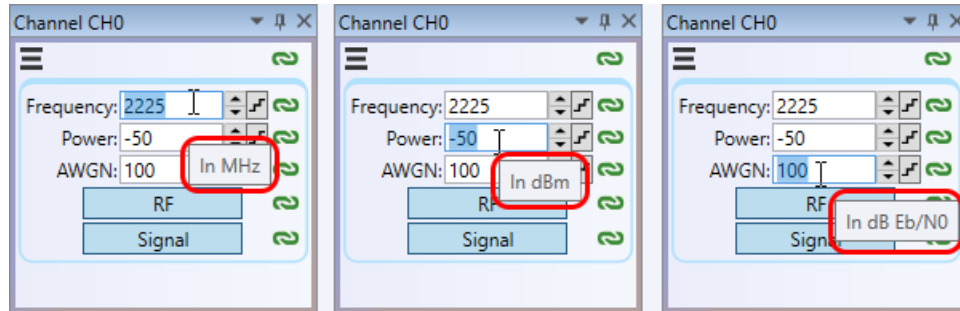 Channel CH0
Frequency: 2225
Power: -50
AWGN: 100
In MHz
RF
Signal
Channel CH0
Frequency: 2225
Power: -50
AWGN: 100
In dBm
RF
Signal
Channel CH0
Frequency: 2225
Power: -50
AWGN: 100
RF
In dB Eb/N0